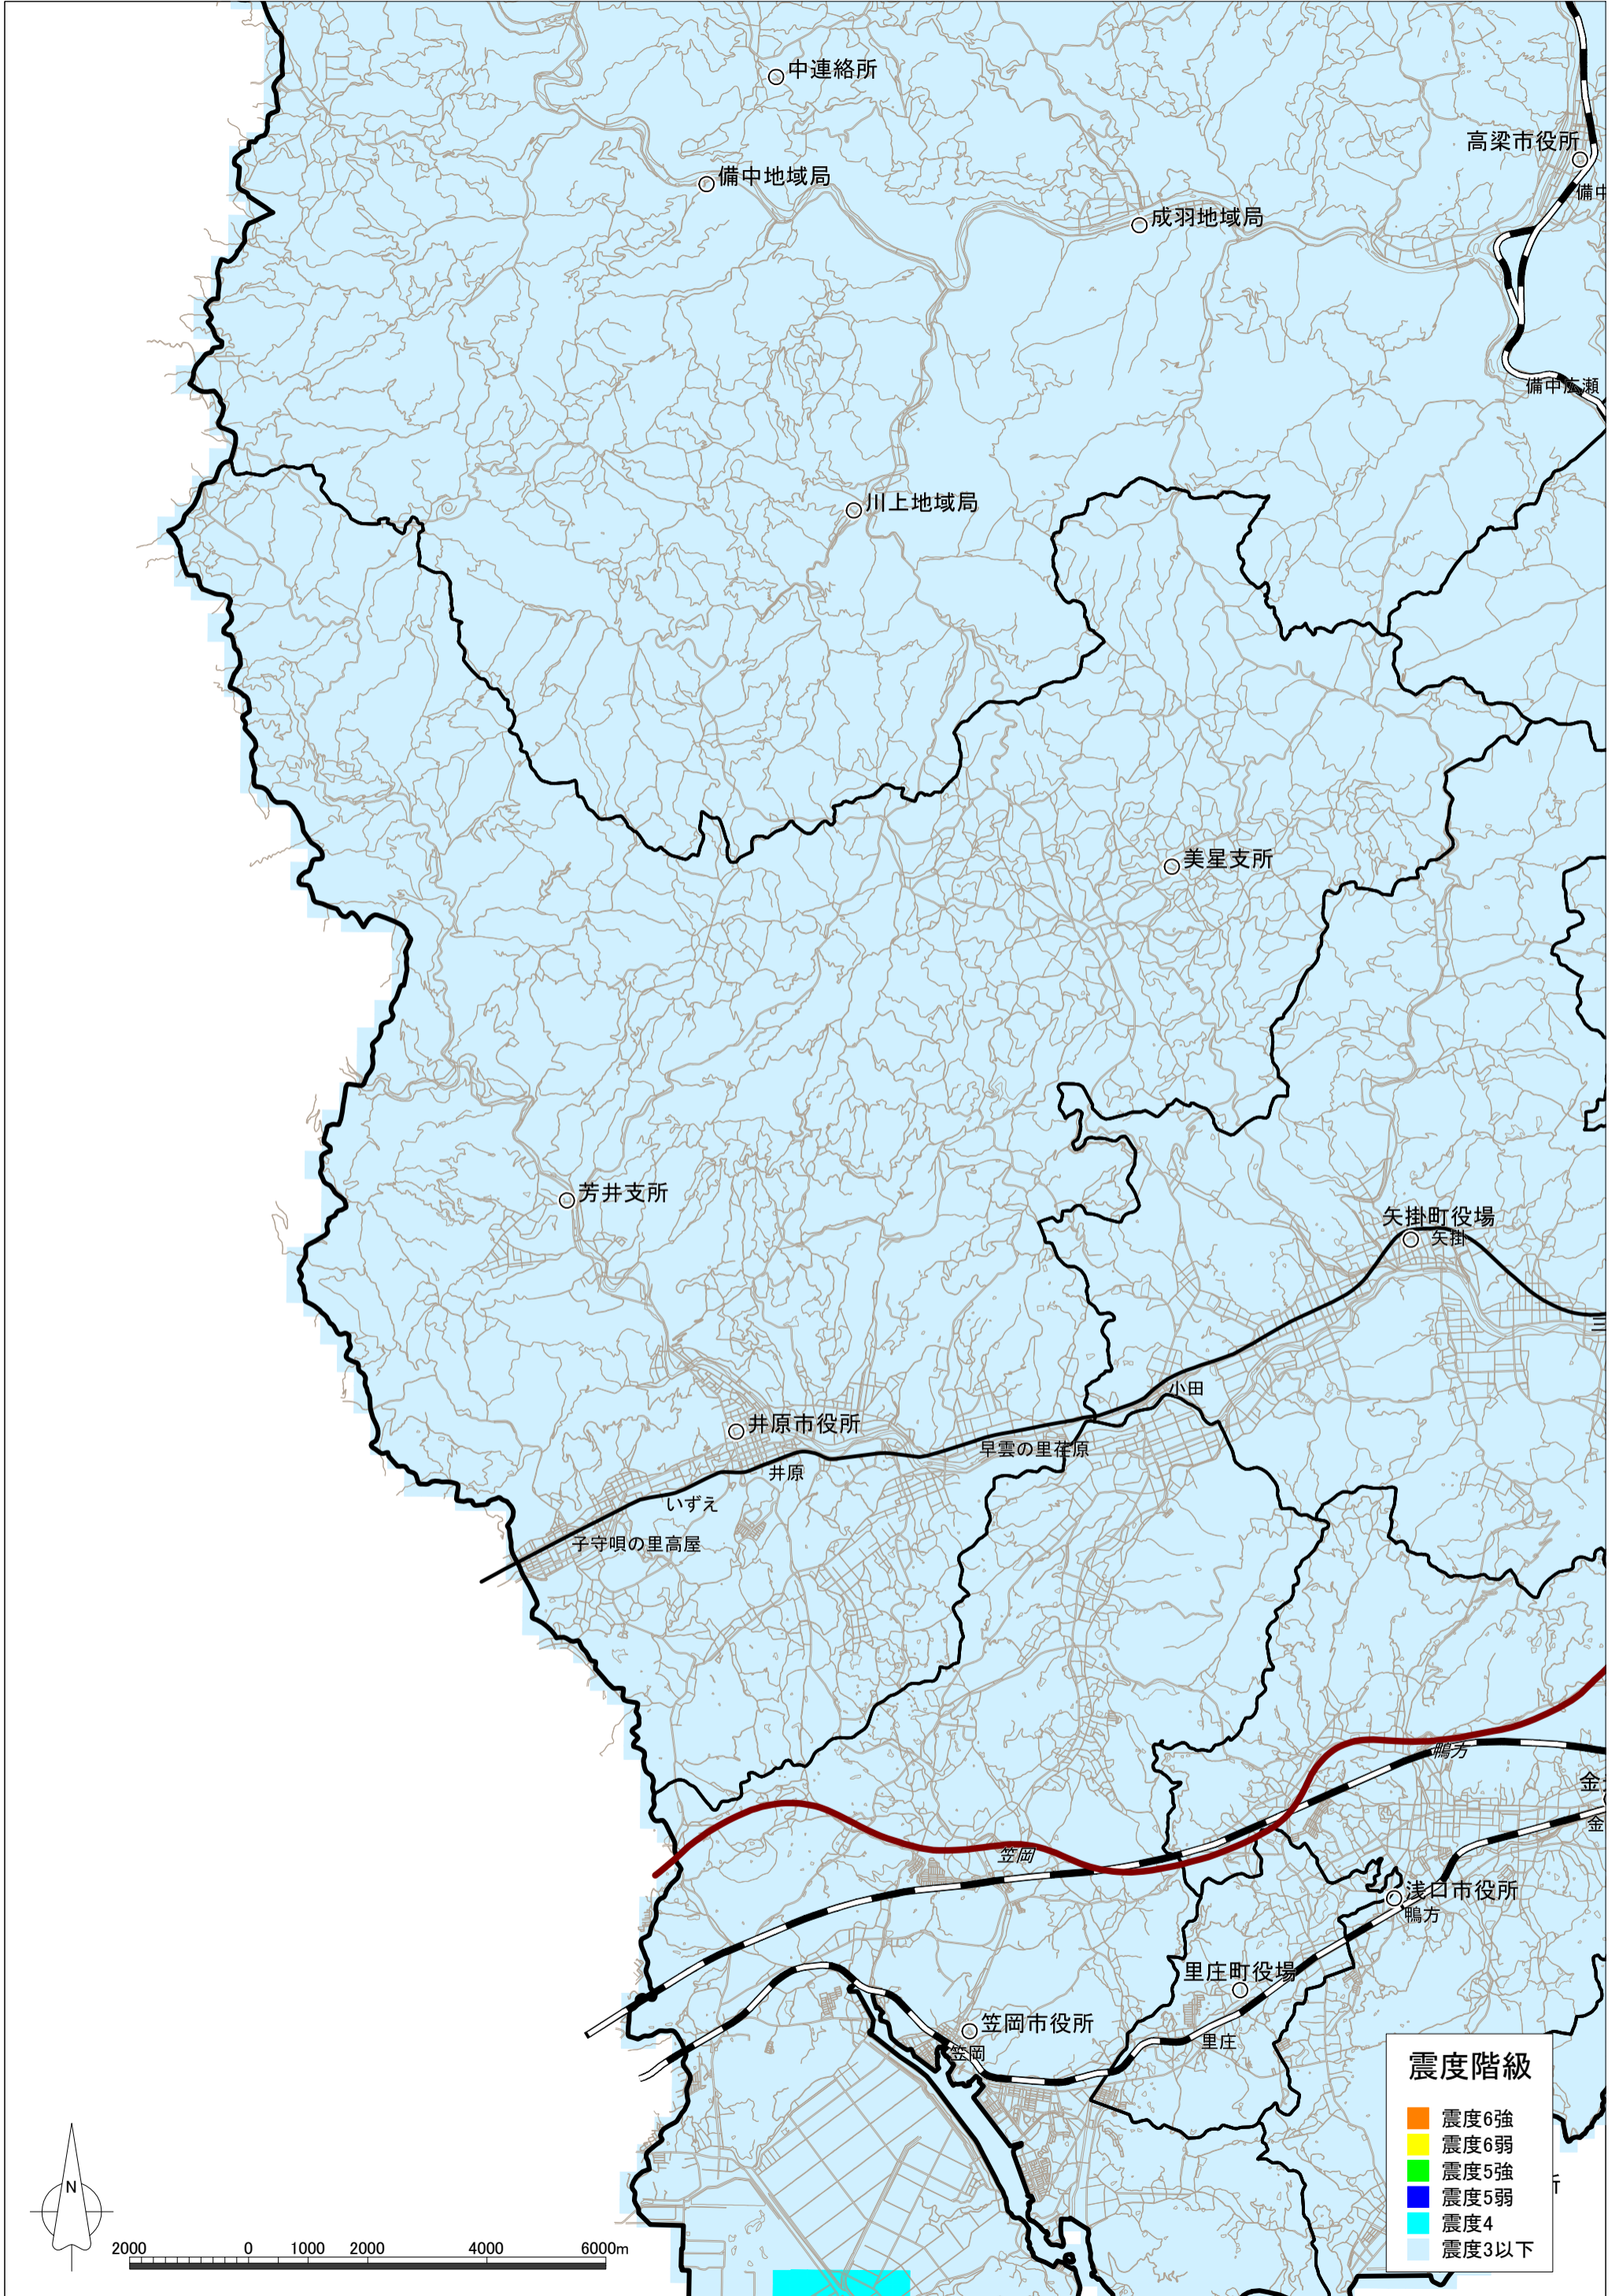 中連絡所
高梁市役所
備中地域局
備中
成羽地域局
備中広瀬
川上地域局
美星支所
芳井支所
矢掛町役場
矢掛
三
小田
井原市役所
早雲の里荏原
井原
いずえ
子守唄の里高屋
鴨方
金
金
笠岡
浅口市役所
鴨方
里庄町役場
笠岡市役所
里庄
笠岡
震度階級
震度6強
震度6弱
震度5強
所
震度5弱
震度4
震度3以下
N
2000 0 1000 2000 4000 6000m